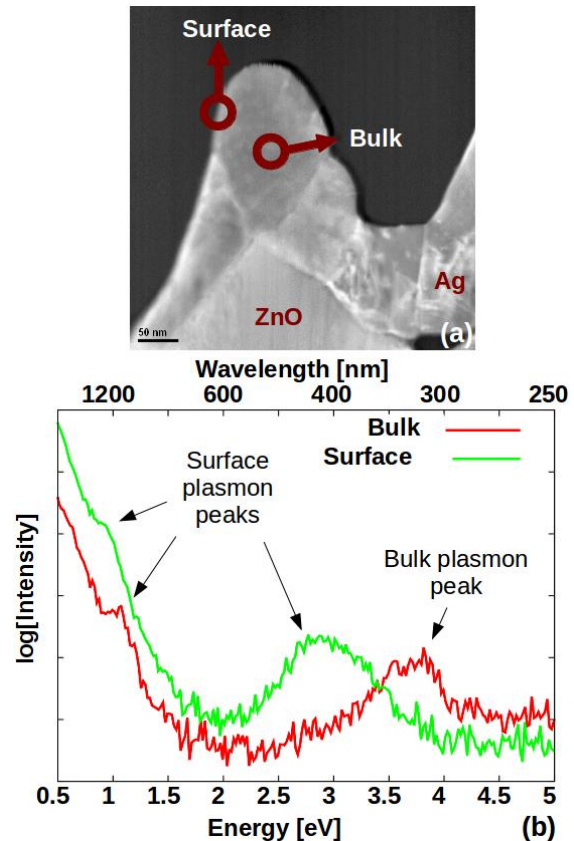 Surface
Bulk
Ag
ZnO
50 nm
(a)
Wavelength [nm]
1200 600 400 300 250
Bulk
Surface
Surface
plasmon
peaks
Bulk plasmon
peak
log[Intensity]
0.5 1 1.5 2 2.5 3 3.5 4 4.5 5
Energy [eV]
(b)